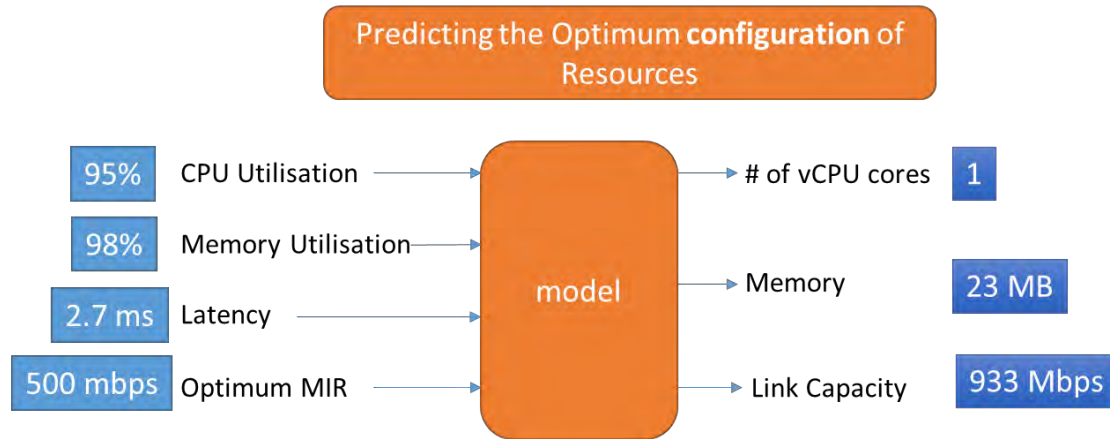 Predicting the Optimum configuration of
Resources
95% CPU Utilisation
# of vCPU cores 1
98% Memory Utilisation
model
Memory 23 MB
2.7 ms Latency
500 mbps Optimum MIR
Link Capacity 933 Mbps